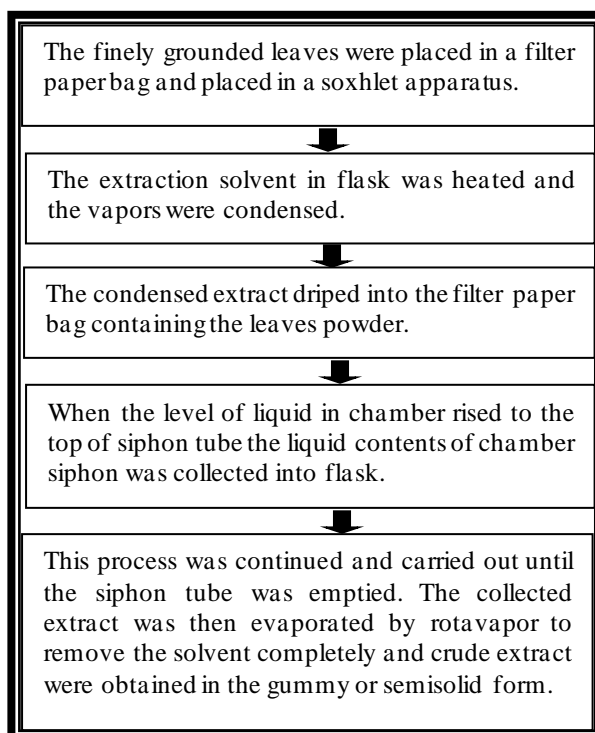 The finely grounded leaves were placed in a filter
paper bag and placed in a soxhlet apparatus.
The extraction solvent in flask was heated and
the vapors were condensed.
The condensed extract driped into the filter paper
bag containing the leaves powder.
When the level of liquid in chamber rised to the
top of siphon tube the liquid contents of chamber
siphon was collected into flask.
This process was continued and carried out until
the siphon tube was emptied. The collected
extract was then evaporated by rotavapor to
remove the solvent completely and crude extract
were obtained in the gummy or semisolid form.